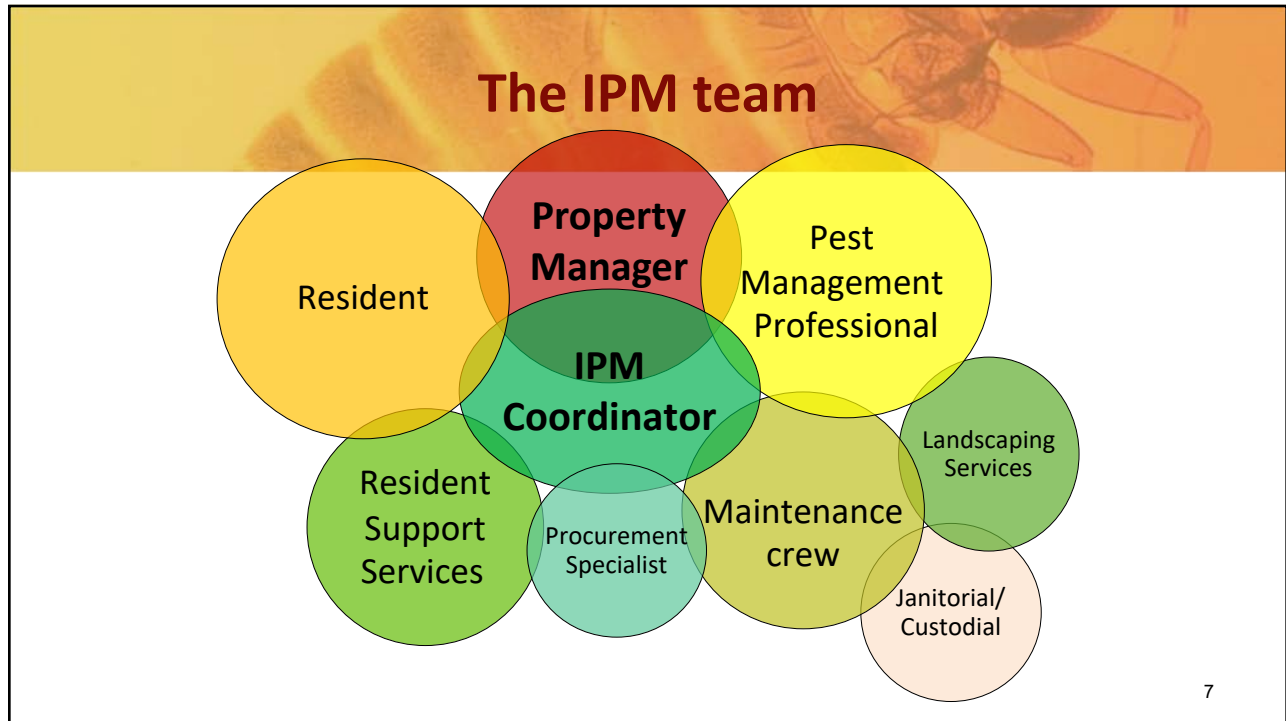 The IPM team
Resident
Property
Manager
Pest
Management
Professional
IPM
Coordinator
Landscaping
Services
Resident
Support
Services
Procurement
Specialist
Maintenance
crew
Janitorial/
Custodial
7